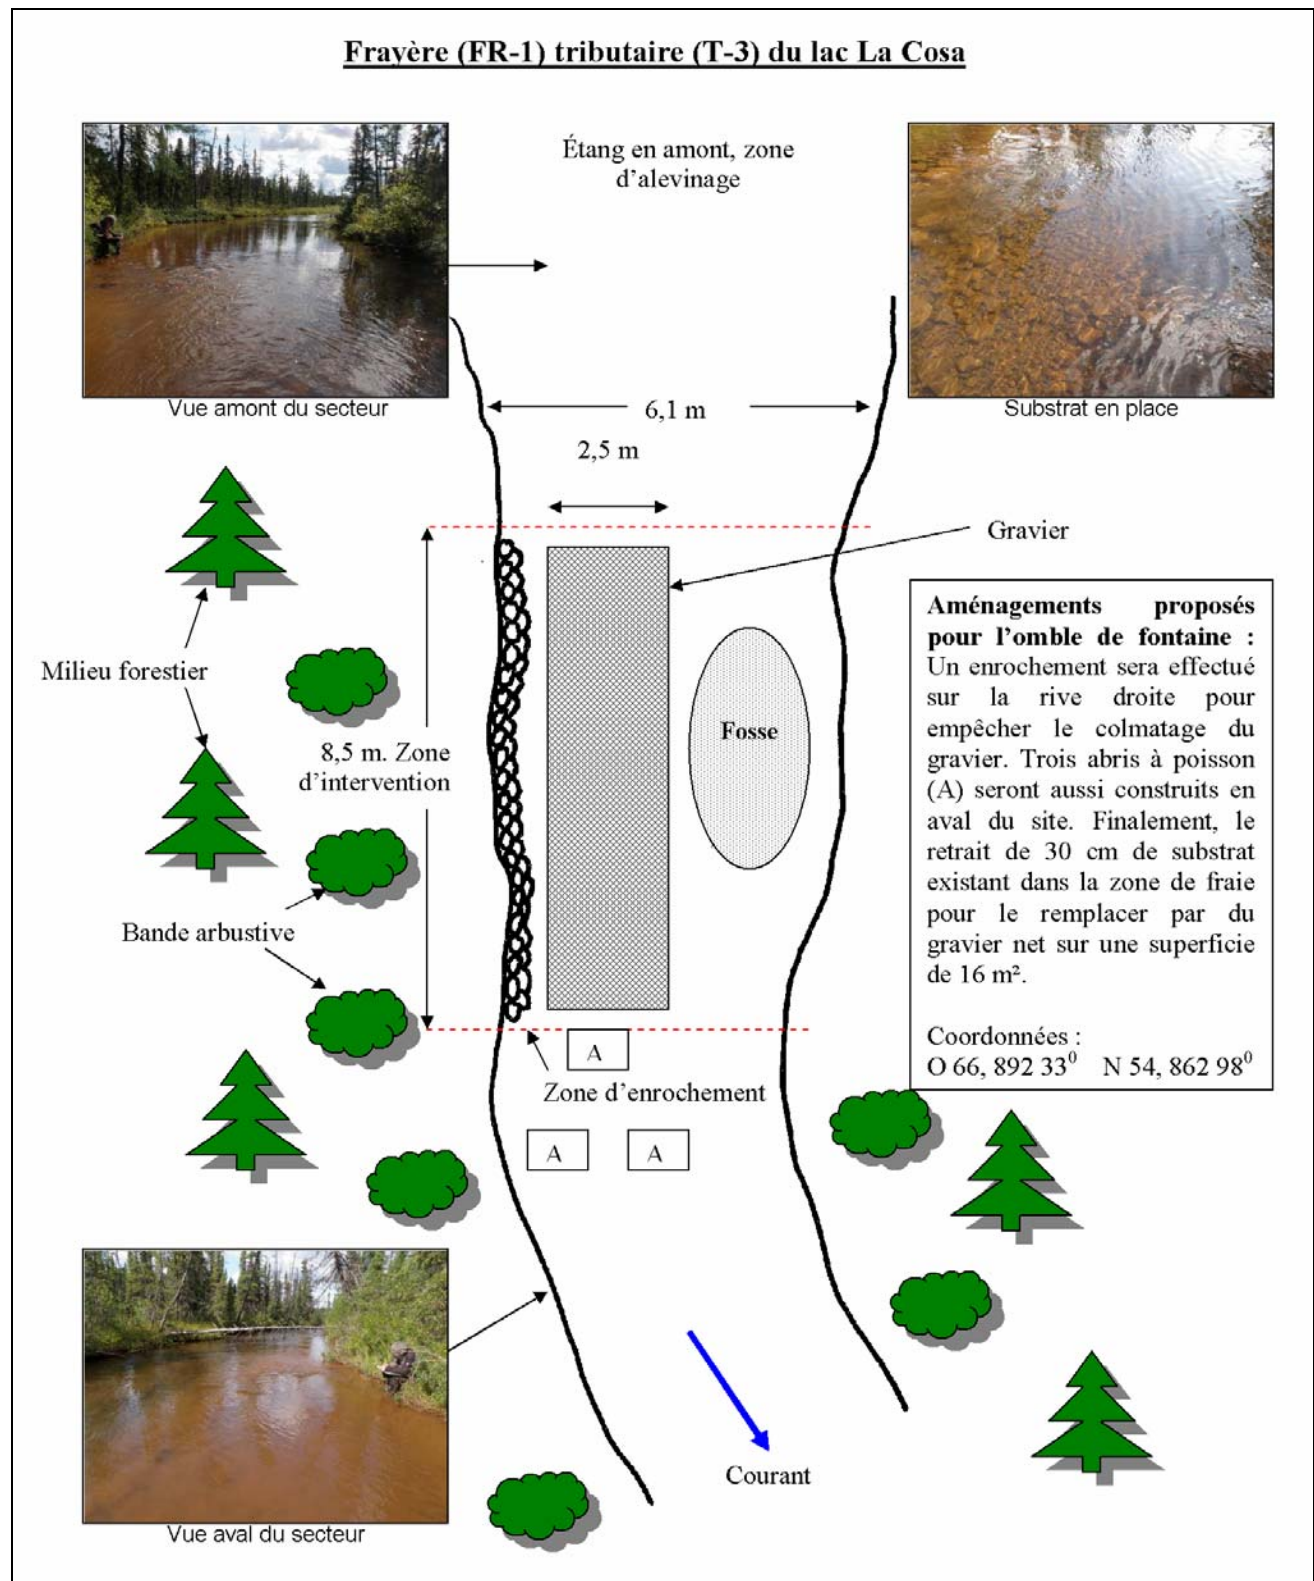 Frayère (FR-1) tributaire (T-3) du lac La Cosa
Étang en amont, zone
d'alevinage
Vue amont du secteur
Substrat en place
6,1 m
2,5 m
Gravier
Milieu forestier
8,5 m. Zone
d'intervention
Fosse
Bande arbustive
Aménagements proposés
pour l'omble de fontaine :
Un enrochement sera effectué
sur la rive droite pour
empêcher le colmatage du
gravier. Trois abris à poisson
(A) seront aussi construits en
aval du site. Finalement, le
retrait de 30 cm de substrat
existant dans la zone de fraie
pour le remplacer par du
gravier net sur une superficie
de 16 m².
Coordonnées :
O 66, 892 33⁰ N 54, 862 98⁰
A
Zone d'enrochement
A A
Vue aval du secteur
Courant